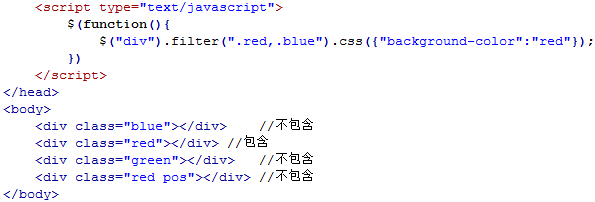 <script type="text/javascript">
$(function(){
$("div").filter(".red,.blue").css({"background-color":"red"});
})
</script>
</head>
<body>
<div class="blue"></div> //不包含
<div class="red"></div> //包含
<div class="green"></div> //不包含
<div class="red pos"></div> //不包含
</body>